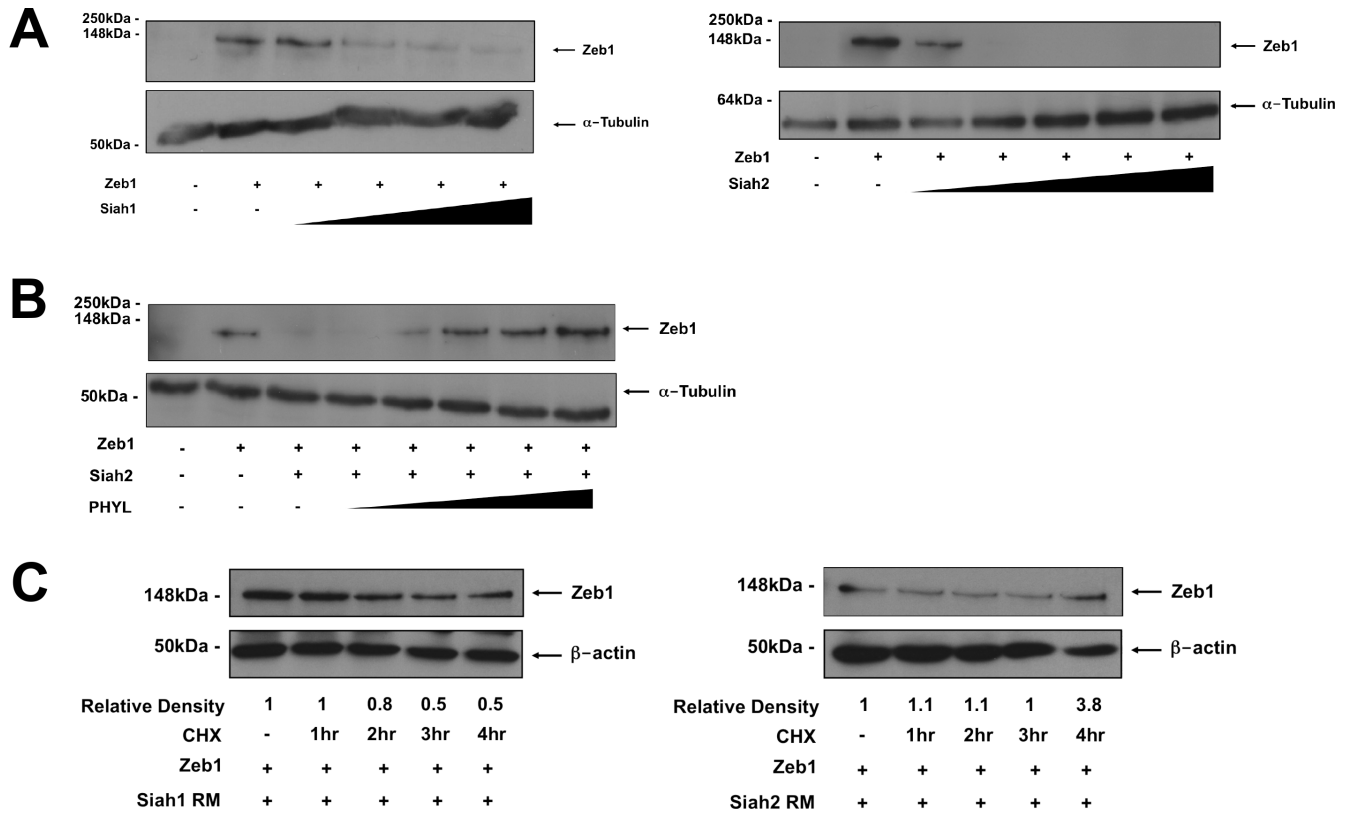 A
250kDa -
148kDa -
Zeb1
α-Tubulin
50kDa -
Zeb1 - + + + + +
Siah1 - -
250kDa -
148kDa -
Zeb1
64kDa -
α-Tubulin
Zeb1 - + + + + + +
Siah2 - -
B
250kDa -
148kDa -
Zeb1
50kDa -
α-Tubulin
Zeb1 - + + + + + + +
Siah2 - - + + + + + +
PHYL - - -
C
148kDa -
Zeb1
50kDa -
β-actin
Relative Density 1 1 0.8 0.5 0.5
CHX - 1hr 2hr 3hr 4hr
Zeb1 + + + + +
Siah1 RM + + + + +
148kDa -
Zeb1
50kDa -
β-actin
Relative Density 1 1.1 1.1 1 3.8
CHX - 1hr 2hr 3hr 4hr
Zeb1 + + + + +
Siah2 RM + + + + +